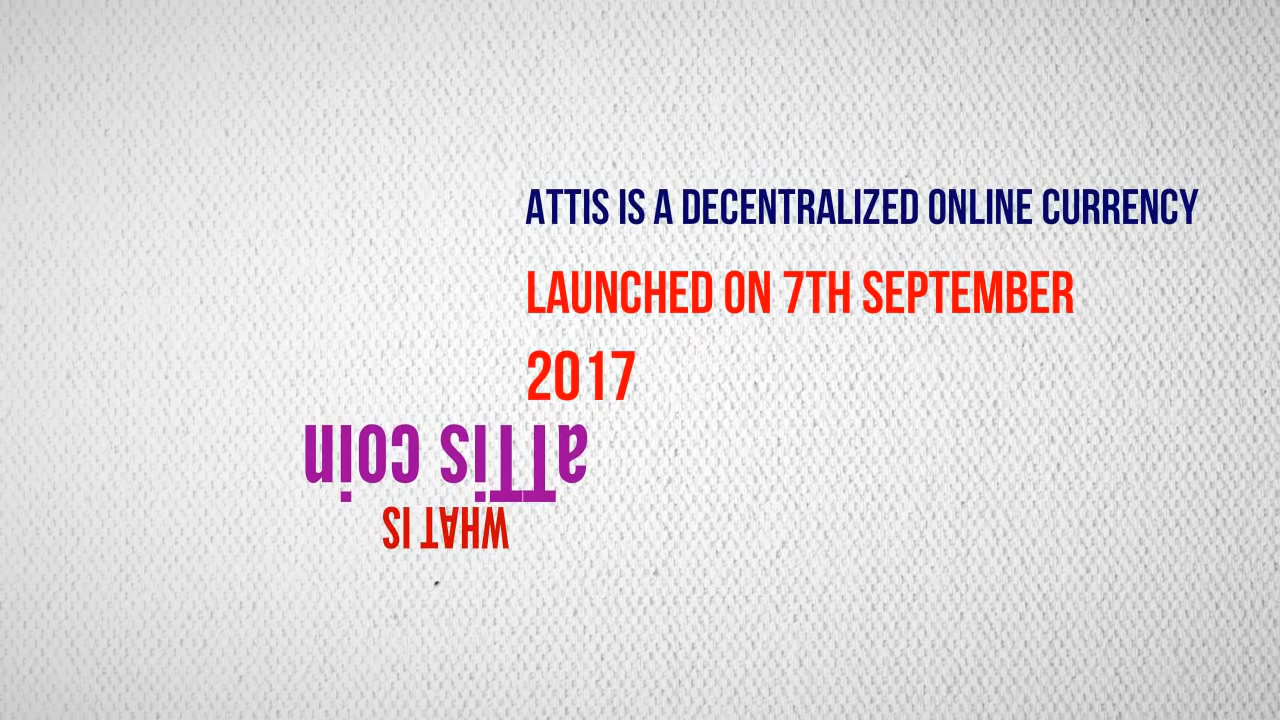 ATTIS IS A DECENTRALIZED ONLINE CURRENCY
LAUNCHED ON 7TH SEPTEMBER
2017
WHAT IS
aTTis coin